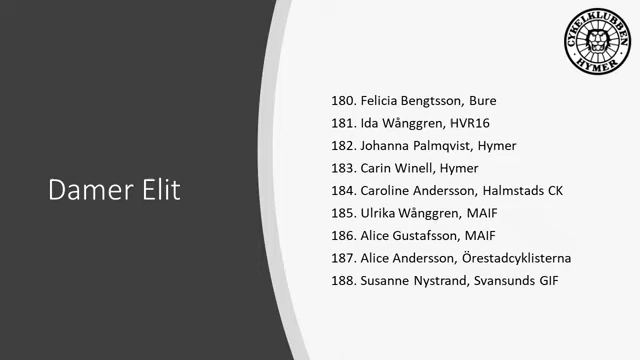 CYKELKLUBBEN
HYMER
Damer Elit
180. Felicia Bengtsson, Bure
181. Ida Wånggren, HVR16
182. Johanna Palmqvist, Hymer
183. Carin Winell, Hymer
184. Caroline Andersson, Halmstads CK
185. Ulrika Wånggren, MAIF
186. Alice Gustafsson, MAIF
187. Alice Andersson, Örestadcyklisterna
188. Susanne Nystrand, Svansunds GIF